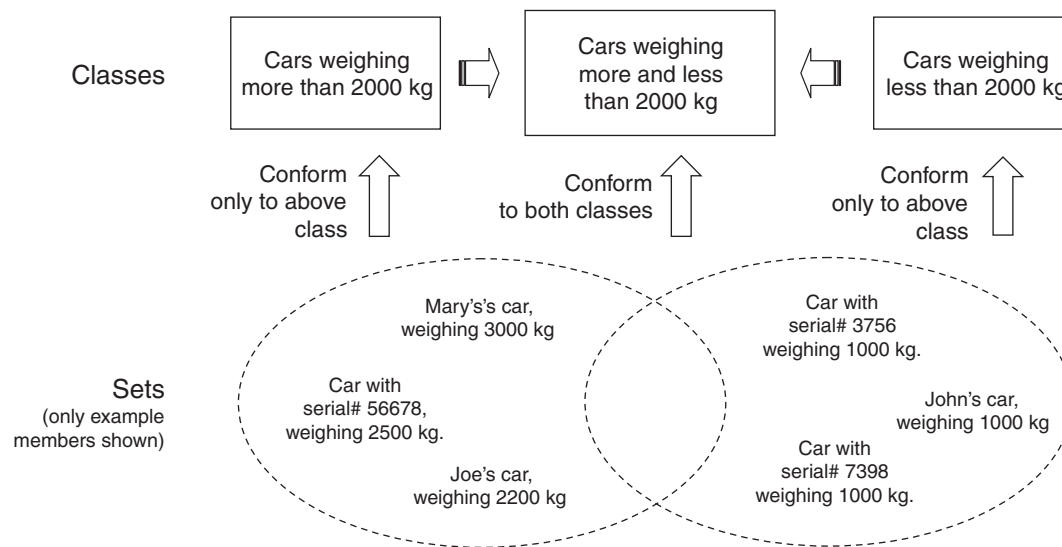 Classes
Cars weighing
more than 2000 kg
Cars weighing
more and less
than 2000 kg
Cars weighing
less than 2000 kg
Conform
only to above
class
Conform
to both classes
Conform
only to above
class
Sets
(only example
members shown)
Mary's's car,
weighing 3000 kg
Car with
serial# 56678,
weighing 2500 kg.
Joe's car,
weighing 2200 kg
Car with
serial# 3756
weighing 1000 kg.
John's car,
weighing 1000 kg
Car with
serial# 7398
weighing 1000 kg.